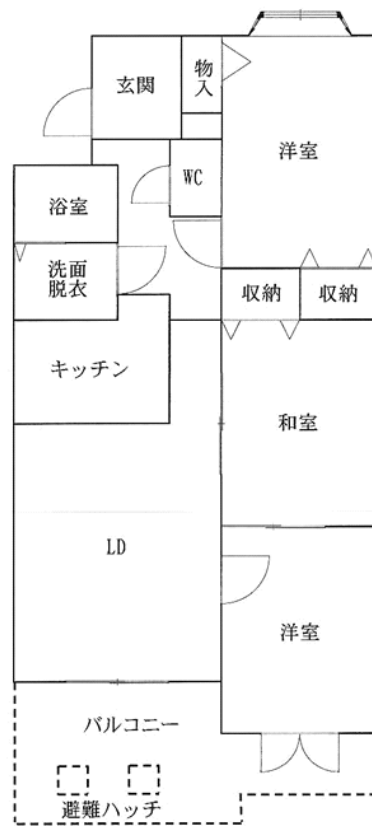 玄関
物
入
洋室
WC
浴室
洗面
脱衣
収納
収納
キッチン
和室
LD
洋室
バルコニー
避難ハッチ